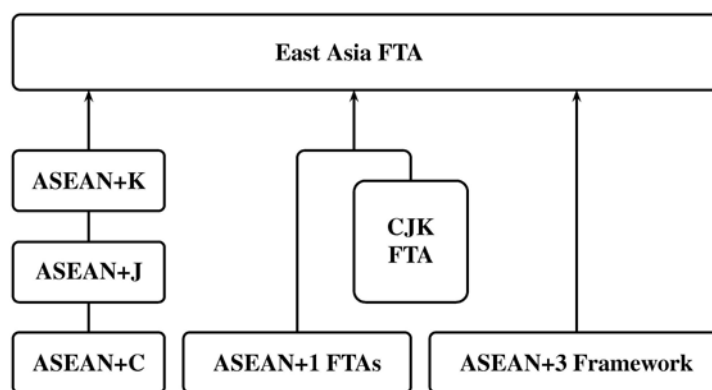 East Asia FTA
ASEAN+K
ASEAN+J
ASEAN+C
CJK
FTA
ASEAN+1 FTAs
ASEAN+3 Framework